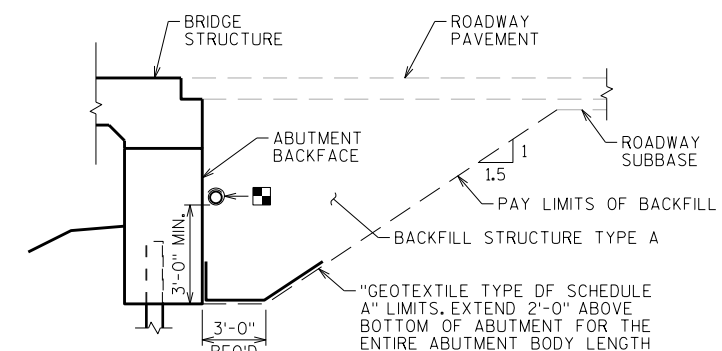 BRIDGE
STRUCTURE
ROADWAY
PAVEMENT
ABUTMENT
BACKFACE
ROADWAY
SUBBASE
1
1.5
PAY LIMITS OF BACKFILL
BACKFILL STRUCTURE TYPE A
3'-0" MIN.
"GEOTEXTILE TYPE DF SCHEDULE
A" LIMITS. EXTEND 2'-0" ABOVE
BOTTOM OF ABUTMENT FOR THE
ENTIRE ABUTMENT BODY LENGTH
3'-0"
REQ'D